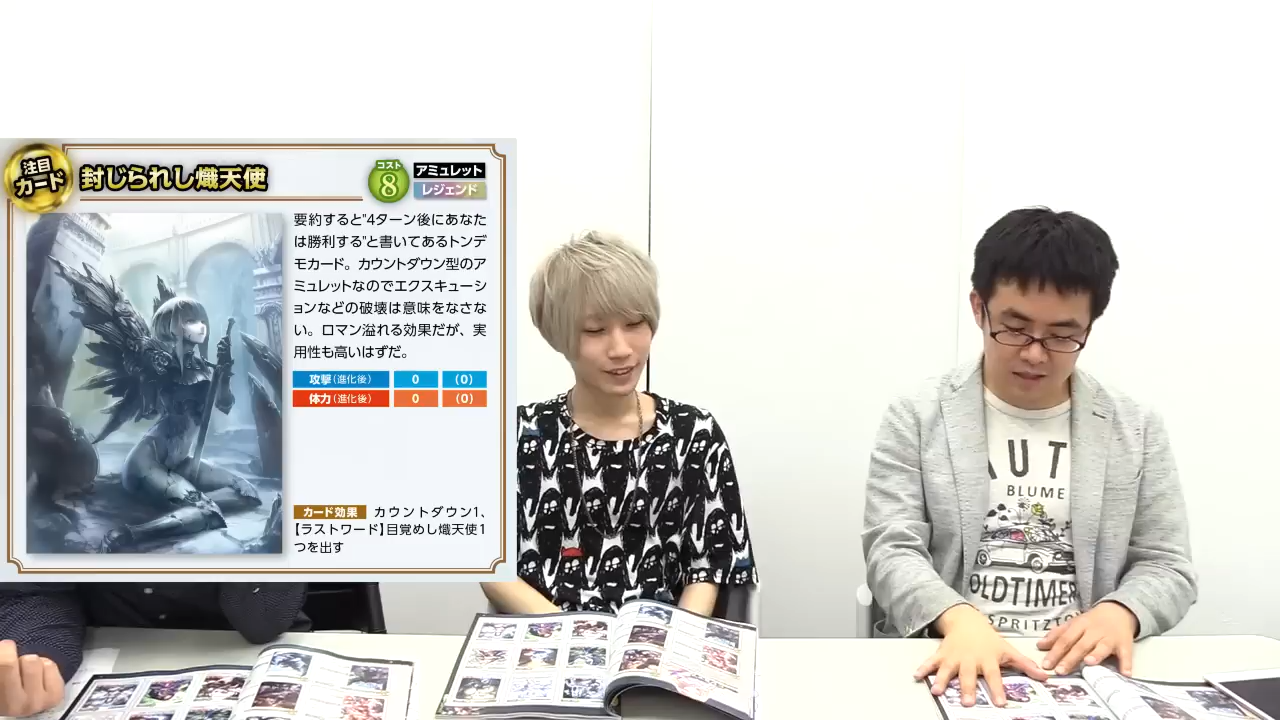 注目
カード
封じられし熾天使
コスト
8
アミュレット
レジェンド
要約すると"4ターン後にあなた
は勝利する"と書いてあるトンデ
モカード。カウントダウン型のア
ミュレットなのでエクスキューシ
ョンなどの破壊は意味をなさな
い。ロマン溢れる効果だが、実
用性も高いはずだ。
攻撃(進化後) 0 (0)
体力(進化後) 0 (0)
カード効果 カウントダウン1、
【ラストワード】目覚めし熾天使1
つを出す
AUT
BLUME
OLDTIMER
SPRITZTO